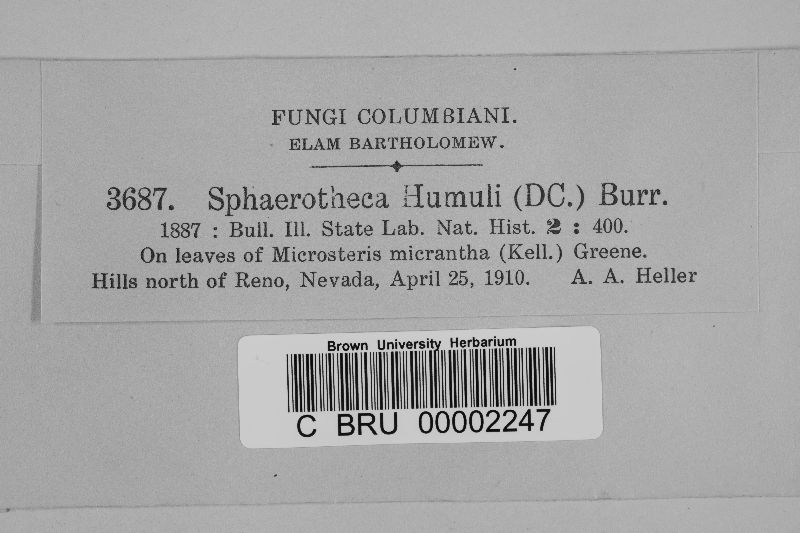 FUNGI COLUMBIANI.
ELAM BARTHOLOMEW.
3687. Sphaerotheca Humuli (DC.) Burr.
1887 : Bull. Ill. State Lab. Nat. Hist. 2 : 400.
On leaves of Microsteris micrantha (Kell.) Greene.
Hills north of Reno, Nevada, April 25, 1910. A. A. Heller
Brown University Herbarium
C BRU 00002247